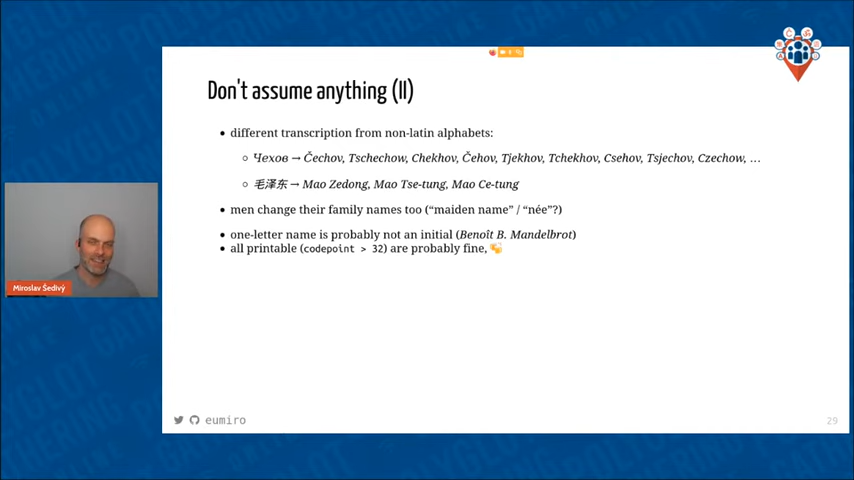 Don't assume anything (II)
• different transcription from non-latin alphabets:
○ Чехов → Čechov, Tschechow, Chekhov, Čehov, Tjekhov, Tchekhov, Csehov, Tsjechov, Czechow, …
○ 毛泽东 → Mao Zedong, Mao Tse-tung, Mao Ce-tung
• men change their family names too (“maiden name” / “née”?)
• one-letter name is probably not an initial (Benoît B. Mandelbrot)
• all printable (codepoint > 32) are probably fine,
Miroslav Šedivý
eumiro
29